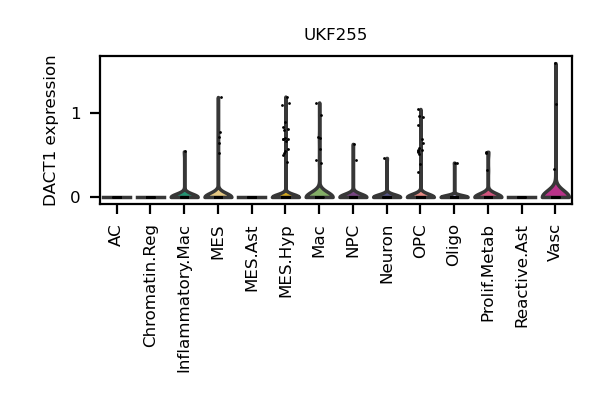 UKF255
DACT1 expression
1
0
AC
Chromatin.Reg
Inflammatory.Mac
MES
MES.Ast
MES.Hyp
Mac
NPC
Neuron
OPC
Oligo
Prolif.Metab
Reactive.Ast
Vasc